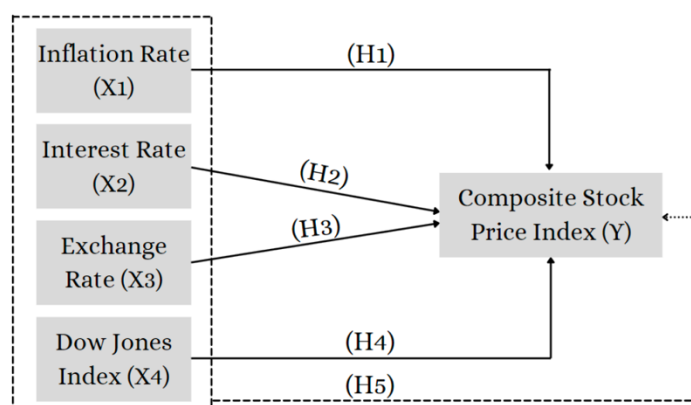 Inflation Rate
(X1)
(H1)
Interest Rate
(X2)
(H2)
Exchange
Rate (X3)
(H3)
Composite Stock
Price Index (Y)
Dow Jones
Index (X4)
(H4)
(H5)